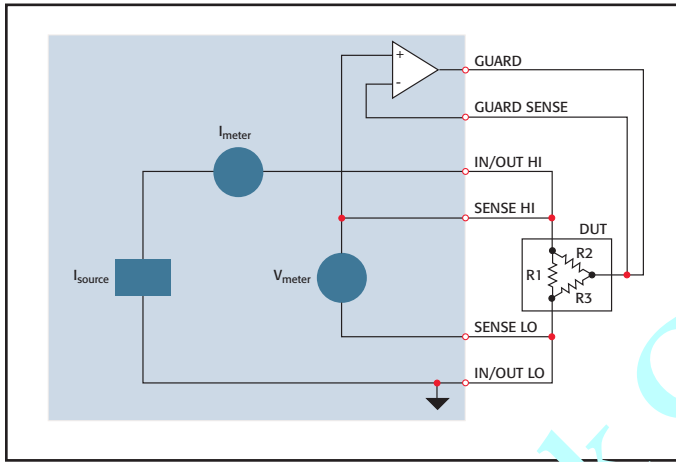 GUARD
+
-
GUARD SENSE
Imeter
IN/OUT HI
SENSE HI
DUT
R2
R1
R3
Isource
Vmeter
SENSE LO
IN/OUT LO